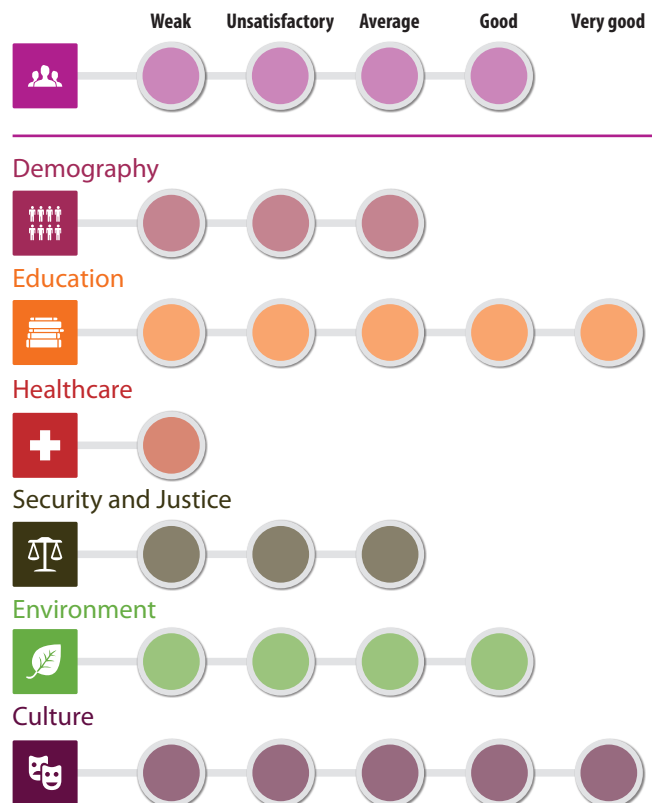 Weak Unsatisfactory Average Good Very good
Demography
Education
Healthcare
Security and Justice
Environment
Culture